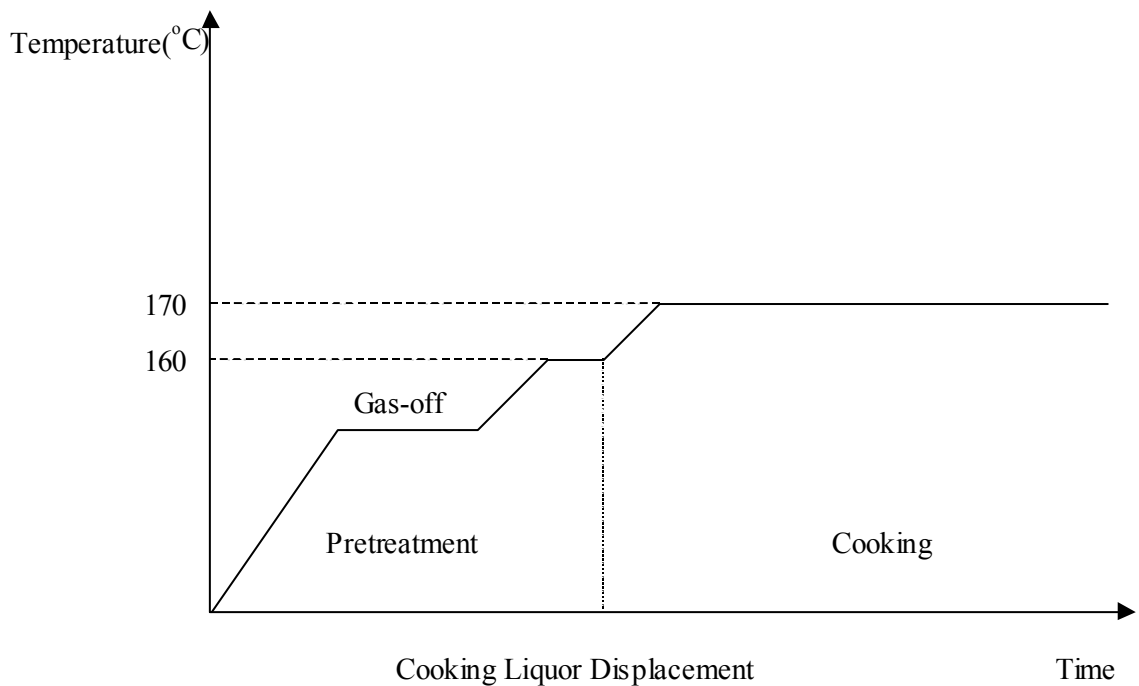 Temperature(°C)
170
160
Gas-off
Pretreatment
Cooking
Cooking Liquor Displacement
Time